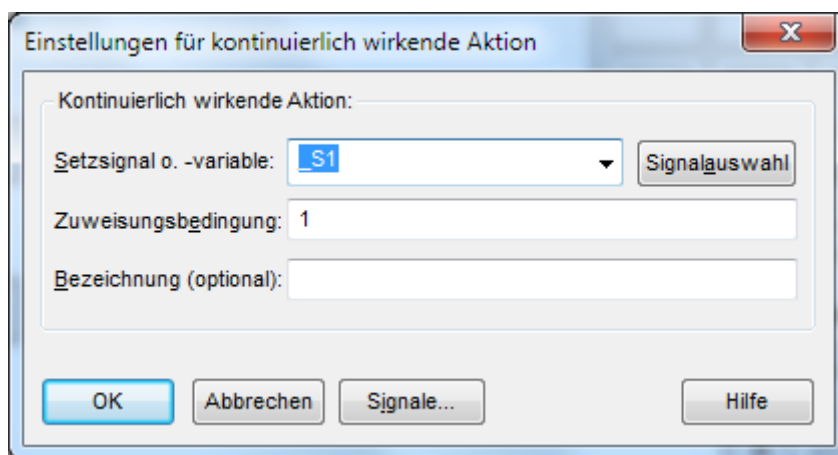 Einstellungen für kontinuierlich wirkende Aktion
Kontinuierlich wirkende Aktion:
Setzsignal o. -variable: _S1 Signalauswahl
Zuweisungsbedingung: 1
Bezeichnung (optional):
OK Abbrechen Signale... Hilfe